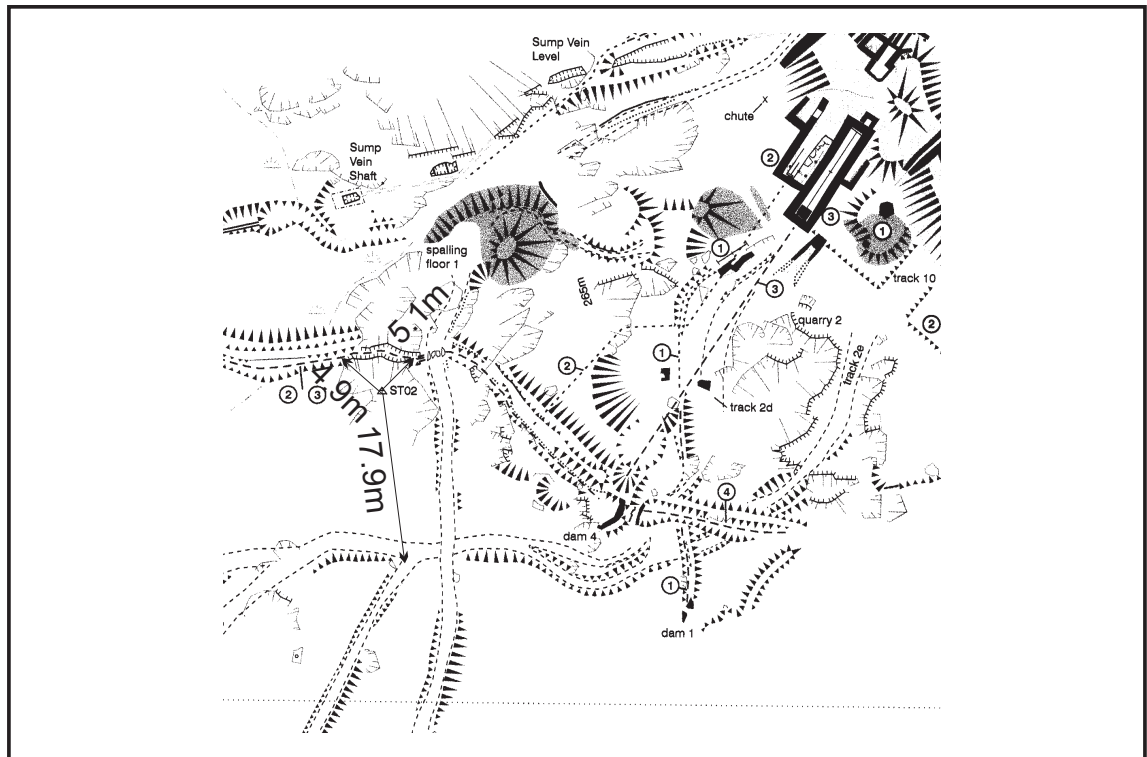 Sump Vein
Level
chute
x
Sump
Vein
Shaft
2
3
1
1
spalling
floor 1
track 10
265m
3
5.1m
quarry 2
2
1
2
track 2e
2
3
4.9m
ST02
track 2d
17.9m
4
dam 4
1
dam 1
?